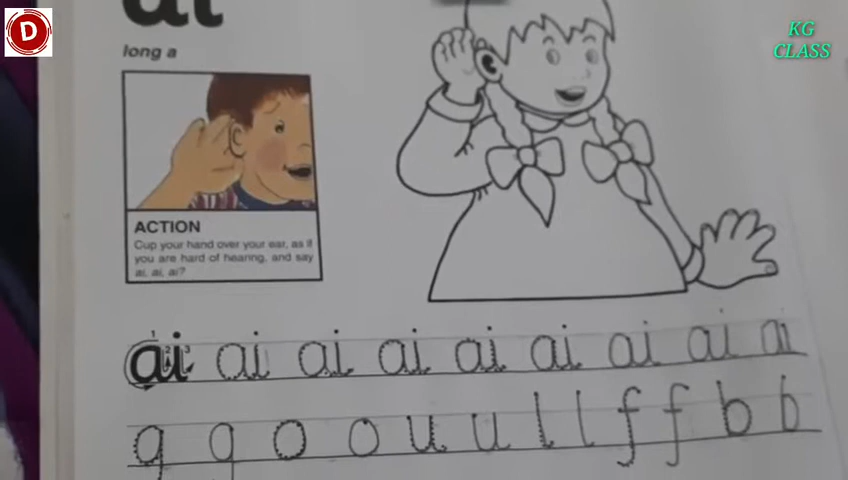 D
KG
CLASS
ai
long a
ACTION
Cup your hand over your ear, as if
you are hard of hearing, and say
ai, ai, ai?
ai ai ai ai ai ai ai ai ai
g g o o u u l l f f b b